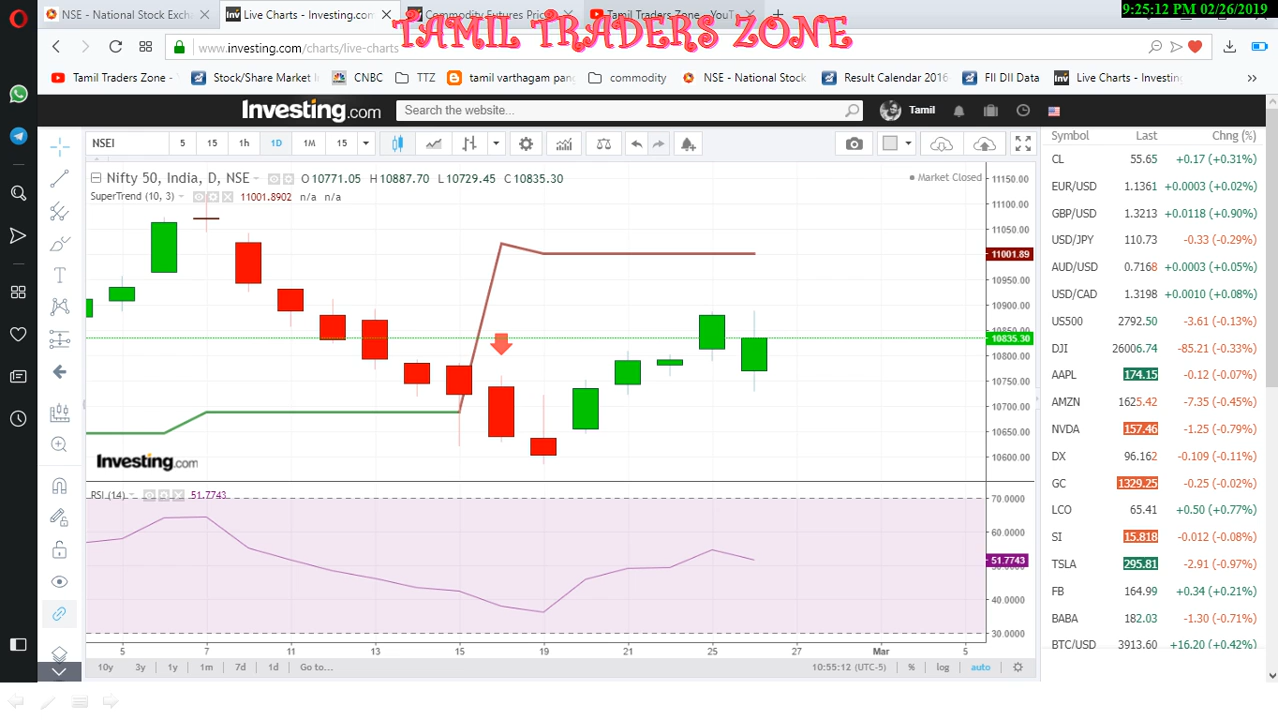 9:25:12 PM 02/26/2019
NSE - National Stock Exch
Live Charts - Investing.com
Commodity Futures Pric
Tamil Traders Zone - YouT
TAMIL TRADERS ZONE
www.investing.com/charts/live-charts
Tamil Traders Zone -
Stock/Share Market
CNBC
TTZ
tamil varthagam pan
commodity
NSE - National Stock
Result Calendar 2016
FII DII Data
Live Charts - Investin
Investing.com
Search the website...
Tamil
NSEI
5 15 1h 1D 1M 15
Nifty 50, India, D, NSE
O 10771.05 H 10887.70 L 10729.45 C 10835.30
Market Closed
SuperTrend (10, 3)
11001.8902 n/a n/a
11150.00
11100.00
11050.00
11001.89
10950.00
10900.00
10850.00
10835.30
10800.00
10750.00
10700.00
10650.00
10600.00
Investing.com
RSI (14)
51.7743
70.0000
60.0000
51.7743
50.0000
40.0000
30.0000
5 7 11 13 15 19 21 25 27 Mar 5
10y 3y 1y 1m 7d 1d Go to...
10:55:12 (UTC-5) % log auto
Symbol Last Chng (%)
CL 55.65 +0.17 (+0.31%)
EUR/USD 1.1361 +0.0003 (+0.02%)
GBP/USD 1.3213 +0.0118 (+0.90%)
USD/JPY 110.73 -0.33 (-0.29%)
AUD/USD 0.7168 +0.0003 (+0.05%)
USD/CAD 1.3198 +0.0010 (+0.08%)
US500 2792.50 -3.61 (-0.13%)
DJI 26006.74 -85.21 (-0.33%)
AAPL 174.15 -0.12 (-0.07%)
AMZN 1625.42 -7.35 (-0.45%)
NVDA 157.46 -1.25 (-0.79%)
DX 96.162 -0.109 (-0.11%)
GC 1329.25 -0.25 (-0.02%)
LCO 65.41 +0.50 (+0.77%)
SI 15.818 -0.012 (-0.08%)
TSLA 295.81 -2.91 (-0.97%)
FB 164.99 +0.34 (+0.21%)
BABA 182.03 -1.30 (-0.71%)
BTC/USD 3913.60 +16.20 (+0.42%)